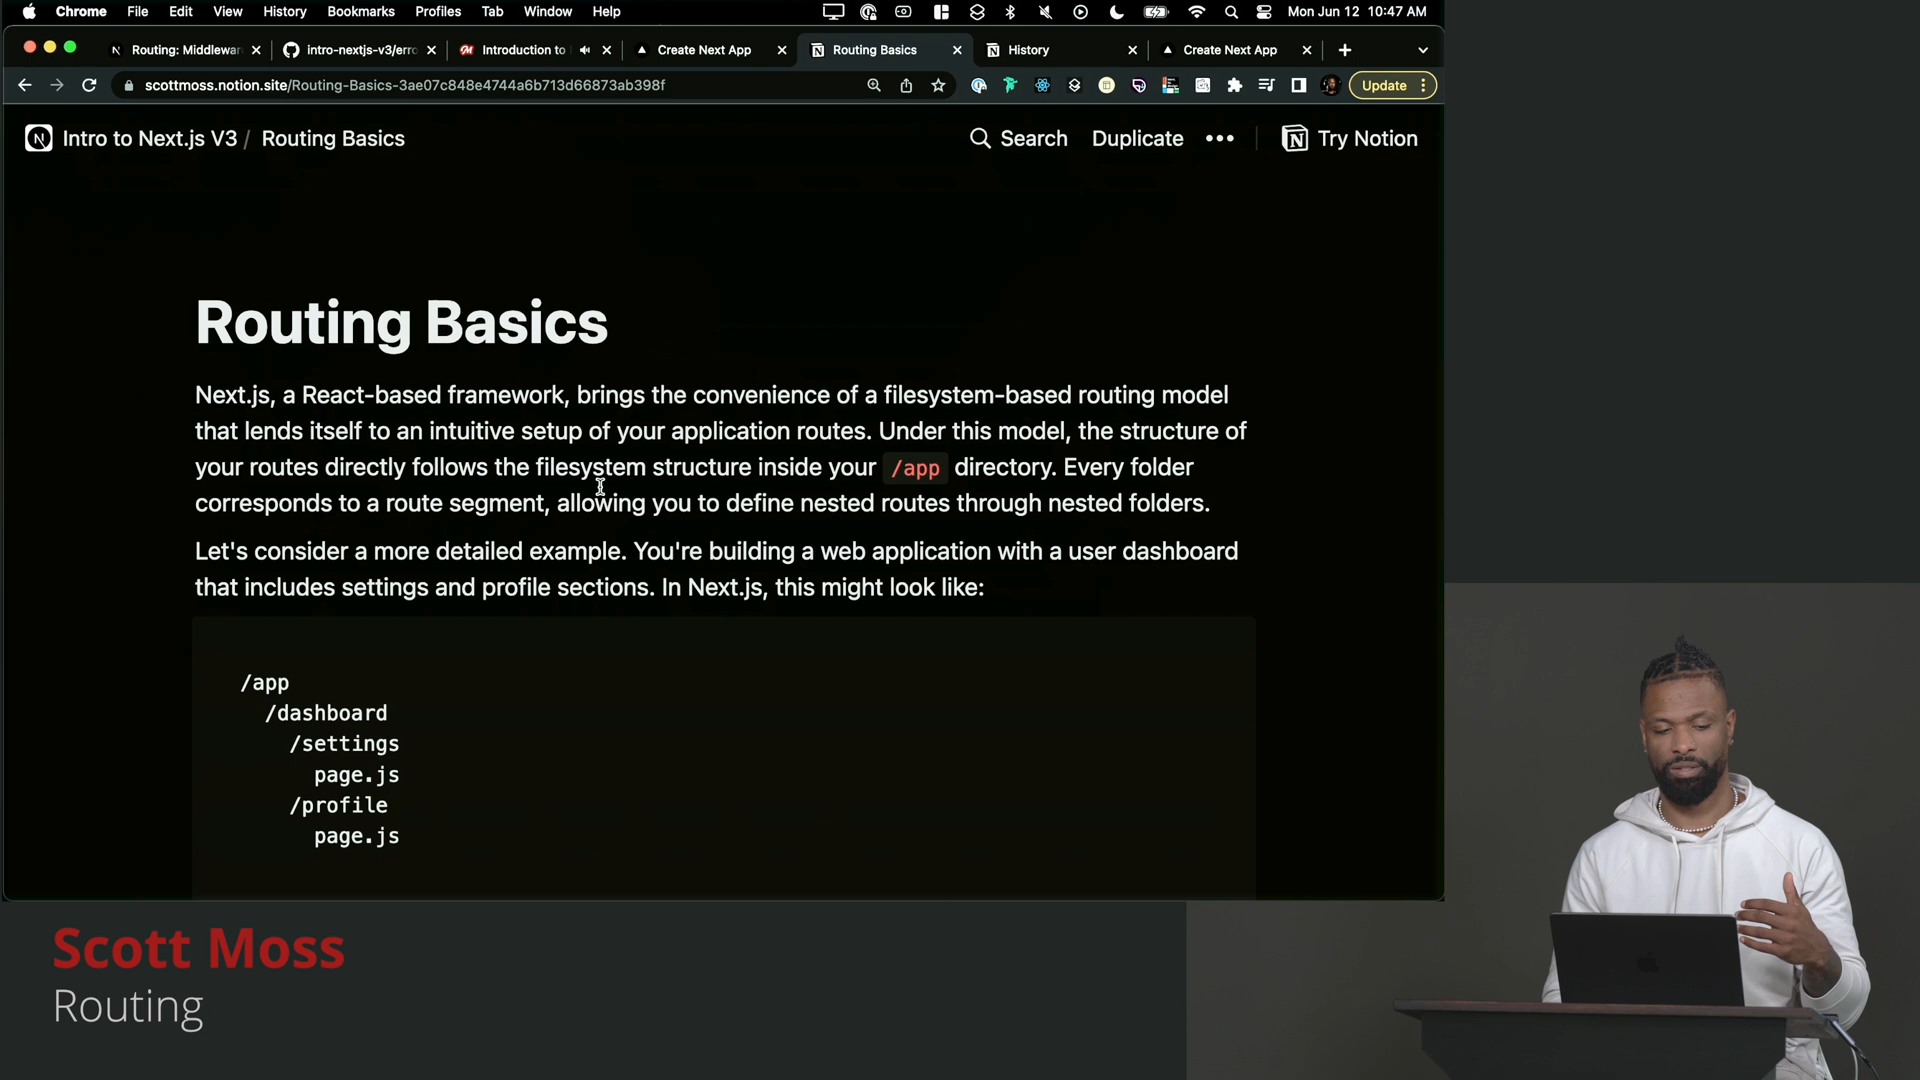 Chrome File Edit View History Bookmarks Profiles Tab Window Help Mon Jun 12 10:47 AM
Routing: Middlewar intro-nextjs-v3/erro Introduction to Create Next App Routing Basics History Create Next App
scottmoss.notion.site/Routing-Basics-3ae07c848e4744a6b713d66873ab398f Update
Intro to Next.js V3 / Routing Basics Search Duplicate ••• Try Notion
Routing Basics
Next.js, a React-based framework, brings the convenience of a filesystem-based routing model
that lends itself to an intuitive setup of your application routes. Under this model, the structure of
your routes directly follows the filesystem structure inside your /app directory. Every folder
corresponds to a route segment, allowing you to define nested routes through nested folders.
Let's consider a more detailed example. You're building a web application with a user dashboard
that includes settings and profile sections. In Next.js, this might look like:
/app
/dashboard
/settings
page.js
/profile
page.js
Scott Moss
Routing